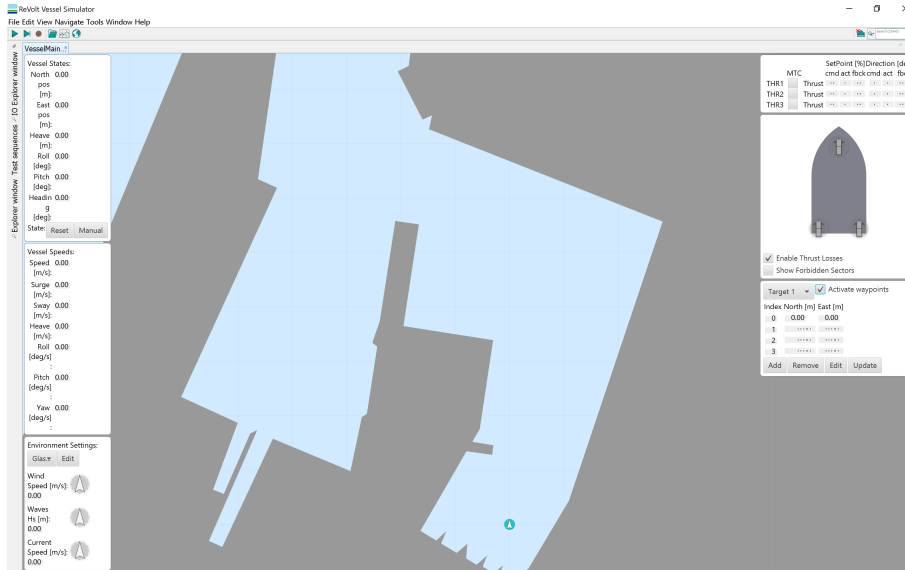 ReVolt Vessel Simulator
File Edit View Navigate Tools Window Help
VesselMain..
Explorer window Test sequences IO Explorer window
Vessel States:
North 0.00
pos
[m]:
East 0.00
pos
[m]:
Heave 0.00
[m]:
Roll 0.00
[deg]:
Pitch 0.00
[deg]:
Headin 0.00
g
[deg]:
State: Reset Manual
Vessel Speeds:
Speed 0.00
[m/s]:
Surge 0.00
[m/s]:
Sway 0.00
[m/s]:
Heave 0.00
[m/s]:
Roll 0.00
[deg/s]
:
Pitch 0.00
[deg/s]
:
Yaw 0.00
[deg/s]
:
Environment Settings:
Glas. Edit
Wind
Speed [m/s]:
0.00
Waves
Hs [m]:
0.00
Current
Speed [m/s]:
0.00
SetPoint [%] Direction [de
MTC cmd act fbck cmd act fb
THR1 Thrust
THR2 Thrust
THR3 Thrust
Enable Thrust Losses
Show Forbidden Sectors
Target 1 Activate waypoints
Index North [m] East [m]
0 0.00 0.00
1
2
3
Add Remove Edit Update